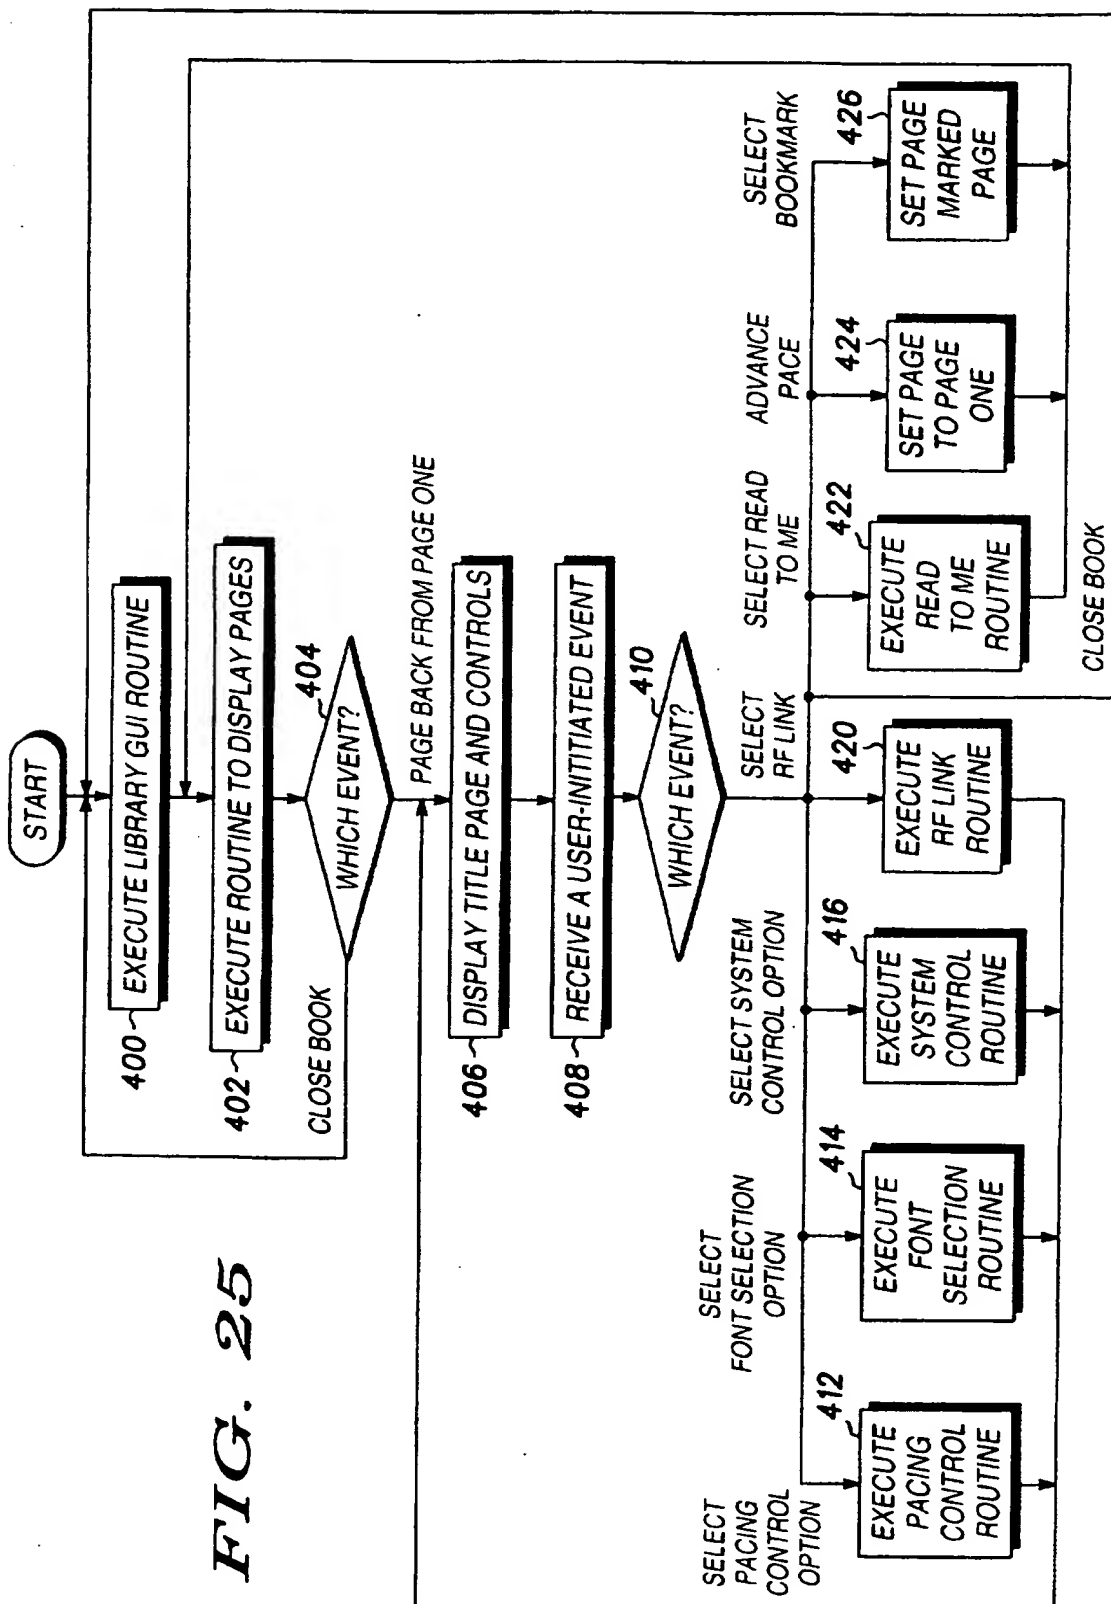 START
400
EXECUTE LIBRARY GUI ROUTINE
402
EXECUTE ROUTINE TO DISPLAY PAGES
404
WHICH EVENT?
CLOSE BOOK
PAGE BACK FROM PAGE ONE
406
DISPLAY TITLE PAGE AND CONTROLS
408
RECEIVE A USER-INITIATED EVENT
410
WHICH EVENT?
SELECT
PACING
CONTROL
OPTION
412
EXECUTE
PACING
CONTROL
ROUTINE
SELECT
FONT SELECTION
OPTION
414
EXECUTE
FONT
SELECTION
ROUTINE
SELECT SYSTEM
CONTROL OPTION
416
EXECUTE
SYSTEM
CONTROL
ROUTINE
SELECT
RF LINK
420
EXECUTE
RF LINK
ROUTINE
SELECT READ
TO ME
422
EXECUTE
READ
TO ME
ROUTINE
ADVANCE
PACE
424
SET PAGE
TO PAGE
ONE
SELECT
BOOKMARK
426
SET PAGE
MARKED
PAGE
CLOSE BOOK
FIG. 25